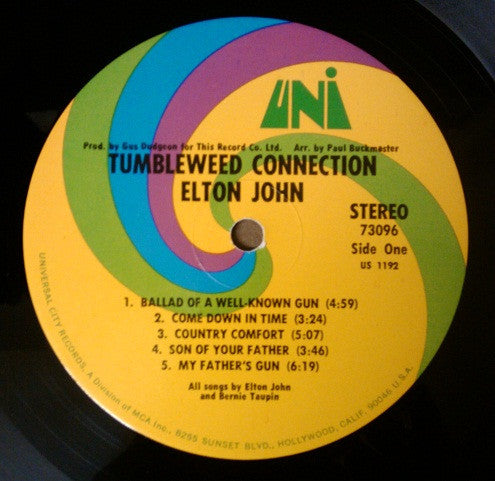 UNI
Prod. by Gus Dudgeon for This Record Co. Ltd. Arr. by Paul Buckmaster
TUMBLEWEED CONNECTION
ELTON JOHN
STEREO
73096
Side One
US 1192
1. BALLAD OF A WELL-KNOWN GUN (4:59)
2. COME DOWN IN TIME (3:24)
3. COUNTRY COMFORT (5:07)
4. SON OF YOUR FATHER (3:46)
5. MY FATHER'S GUN (6:19)
All songs by Elton John
and Bernie Taupin
UNIVERSAL CITY RECORDS, A Division of MCA Inc., 8255 SUNSET BLVD., HOLLYWOOD, CALIF. 90046 U.S.A.